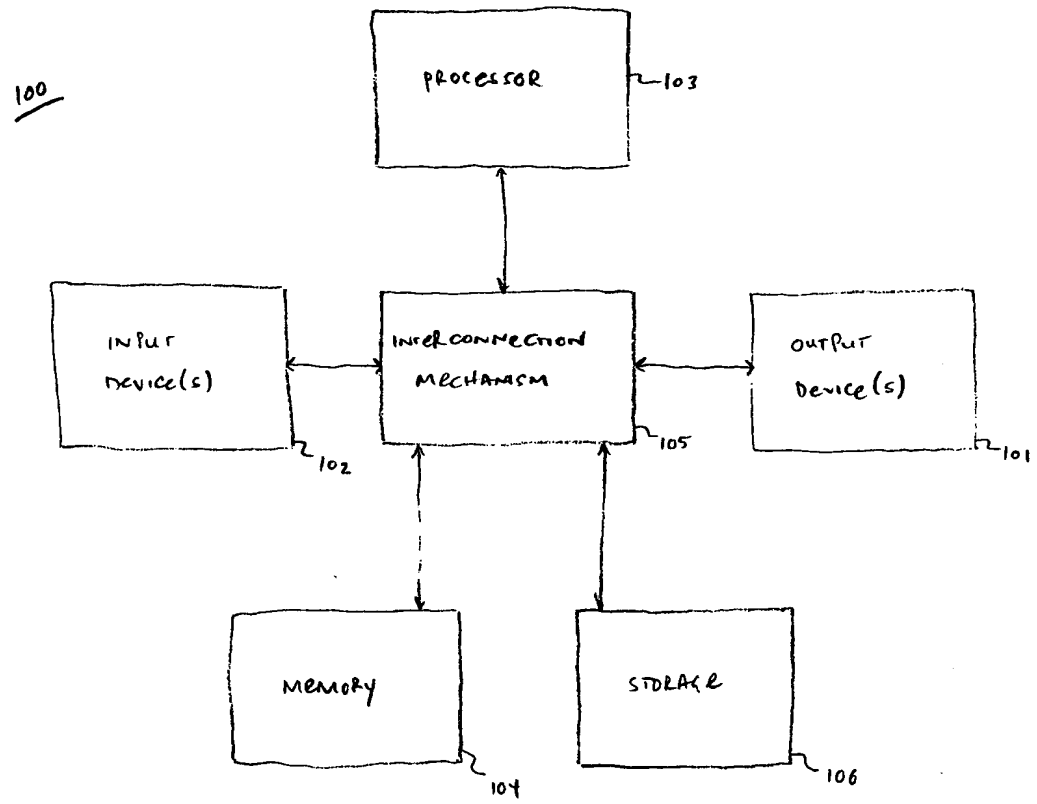 PROCESSOR
103
100
INPUT
DEVICE(S)
102
INTERCONNECTION
MECHANISM
105
OUTPUT
DEVICE(S)
101
MEMORY
104
STORAGE
106